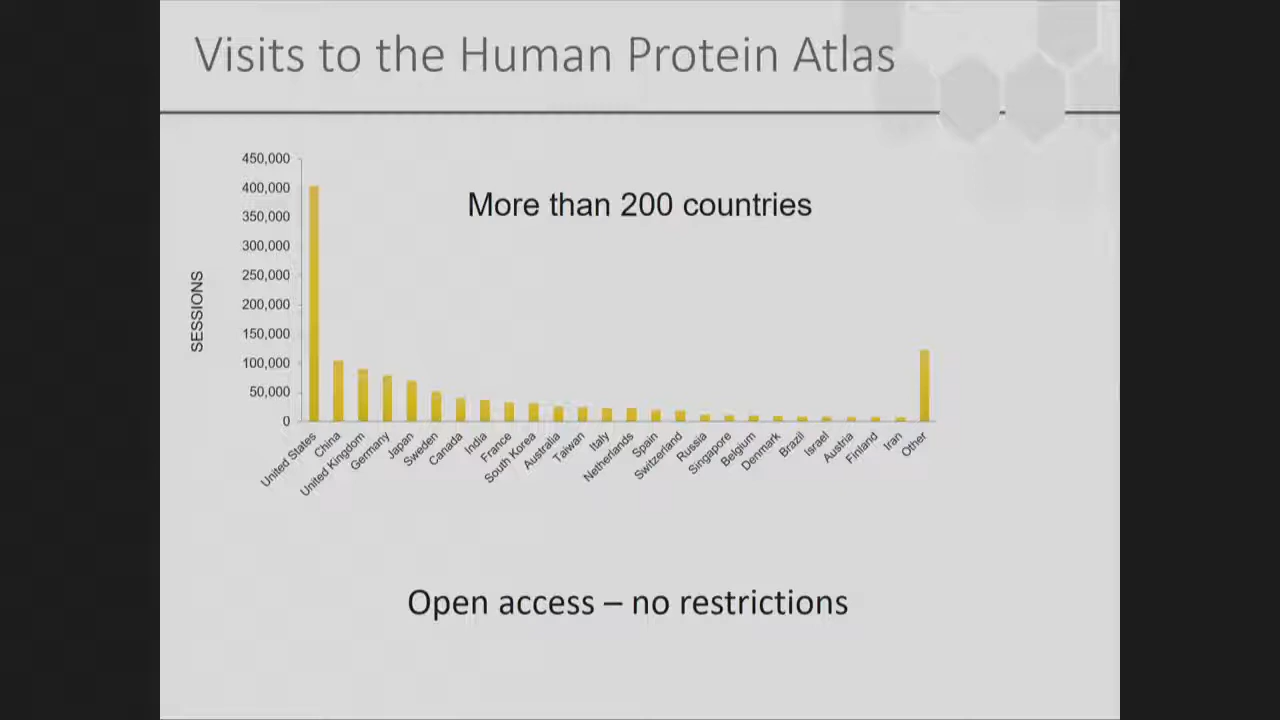 Visits to the Human Protein Atlas
450,000
400,000
350,000
300,000
250,000
200,000
150,000
100,000
50,000
0
SESSIONS
More than 200 countries
United States
China
United Kingdom
Germany
Japan
Sweden
Canada
India
France
South Korea
Australia
Taiwan
Italy
Netherlands
Spain
Switzerland
Russia
Singapore
Belgium
Denmark
Brazil
Israel
Austria
Finland
Iran
Other
Open access – no restrictions